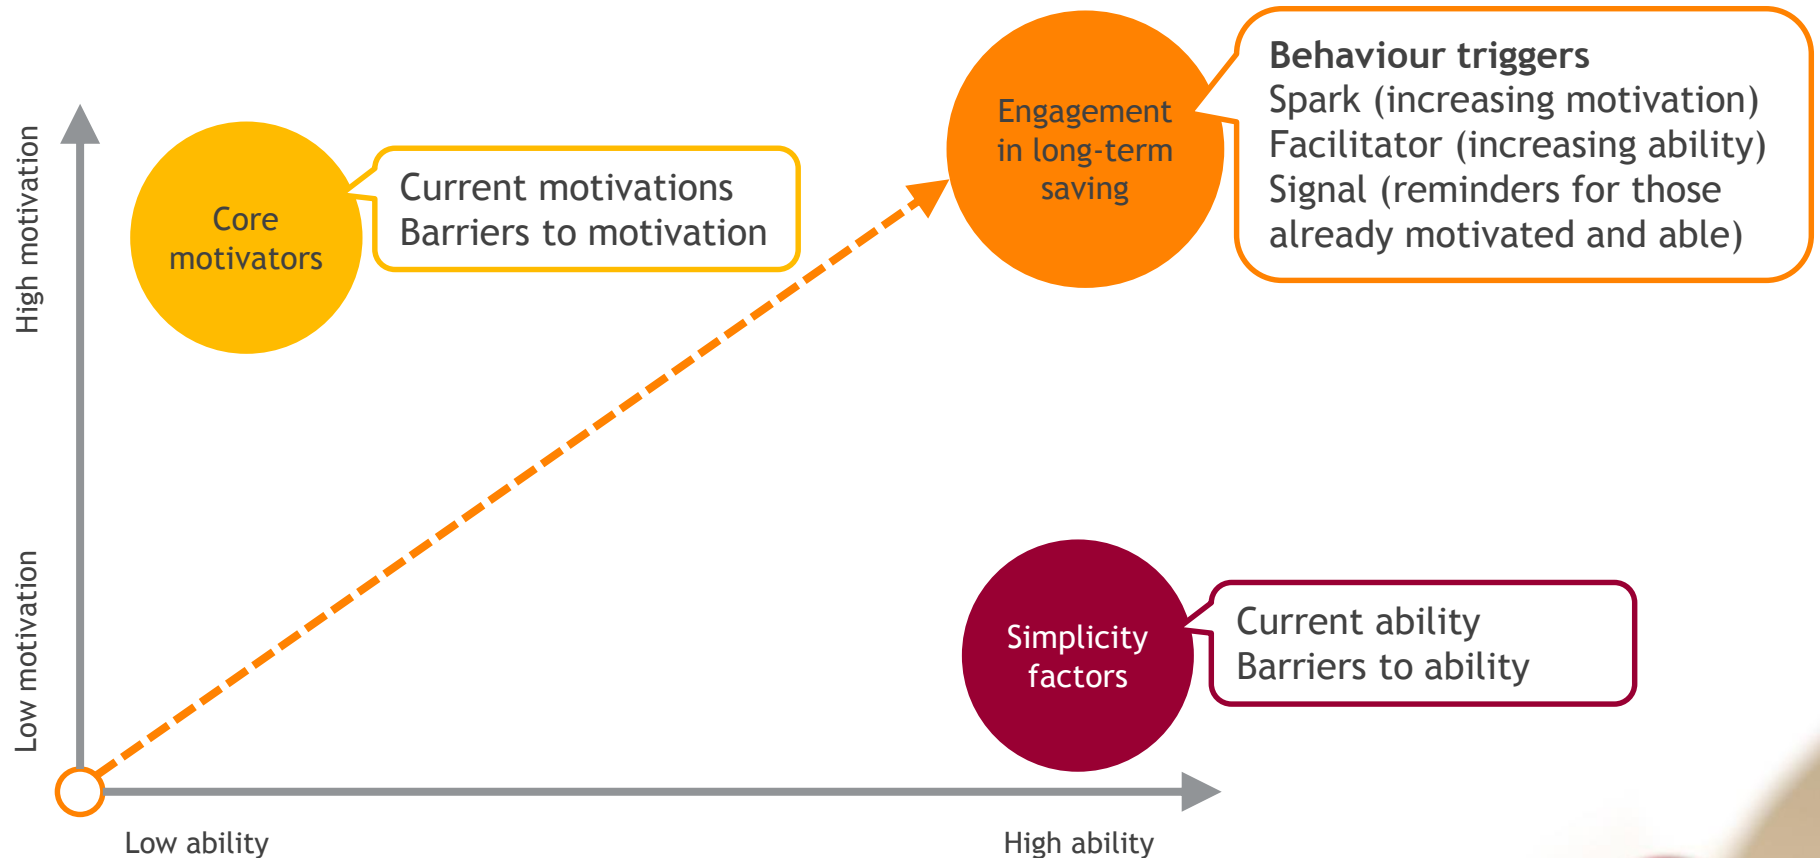 High motivation
Low motivation
Core
motivators
Current motivations
Barriers to motivation
Engagement
in long-term
saving
Behaviour triggers
Spark (increasing motivation)
Facilitator (increasing ability)
Signal (reminders for those
already motivated and able)
Simplicity
factors
Current ability
Barriers to ability
Low ability
High ability